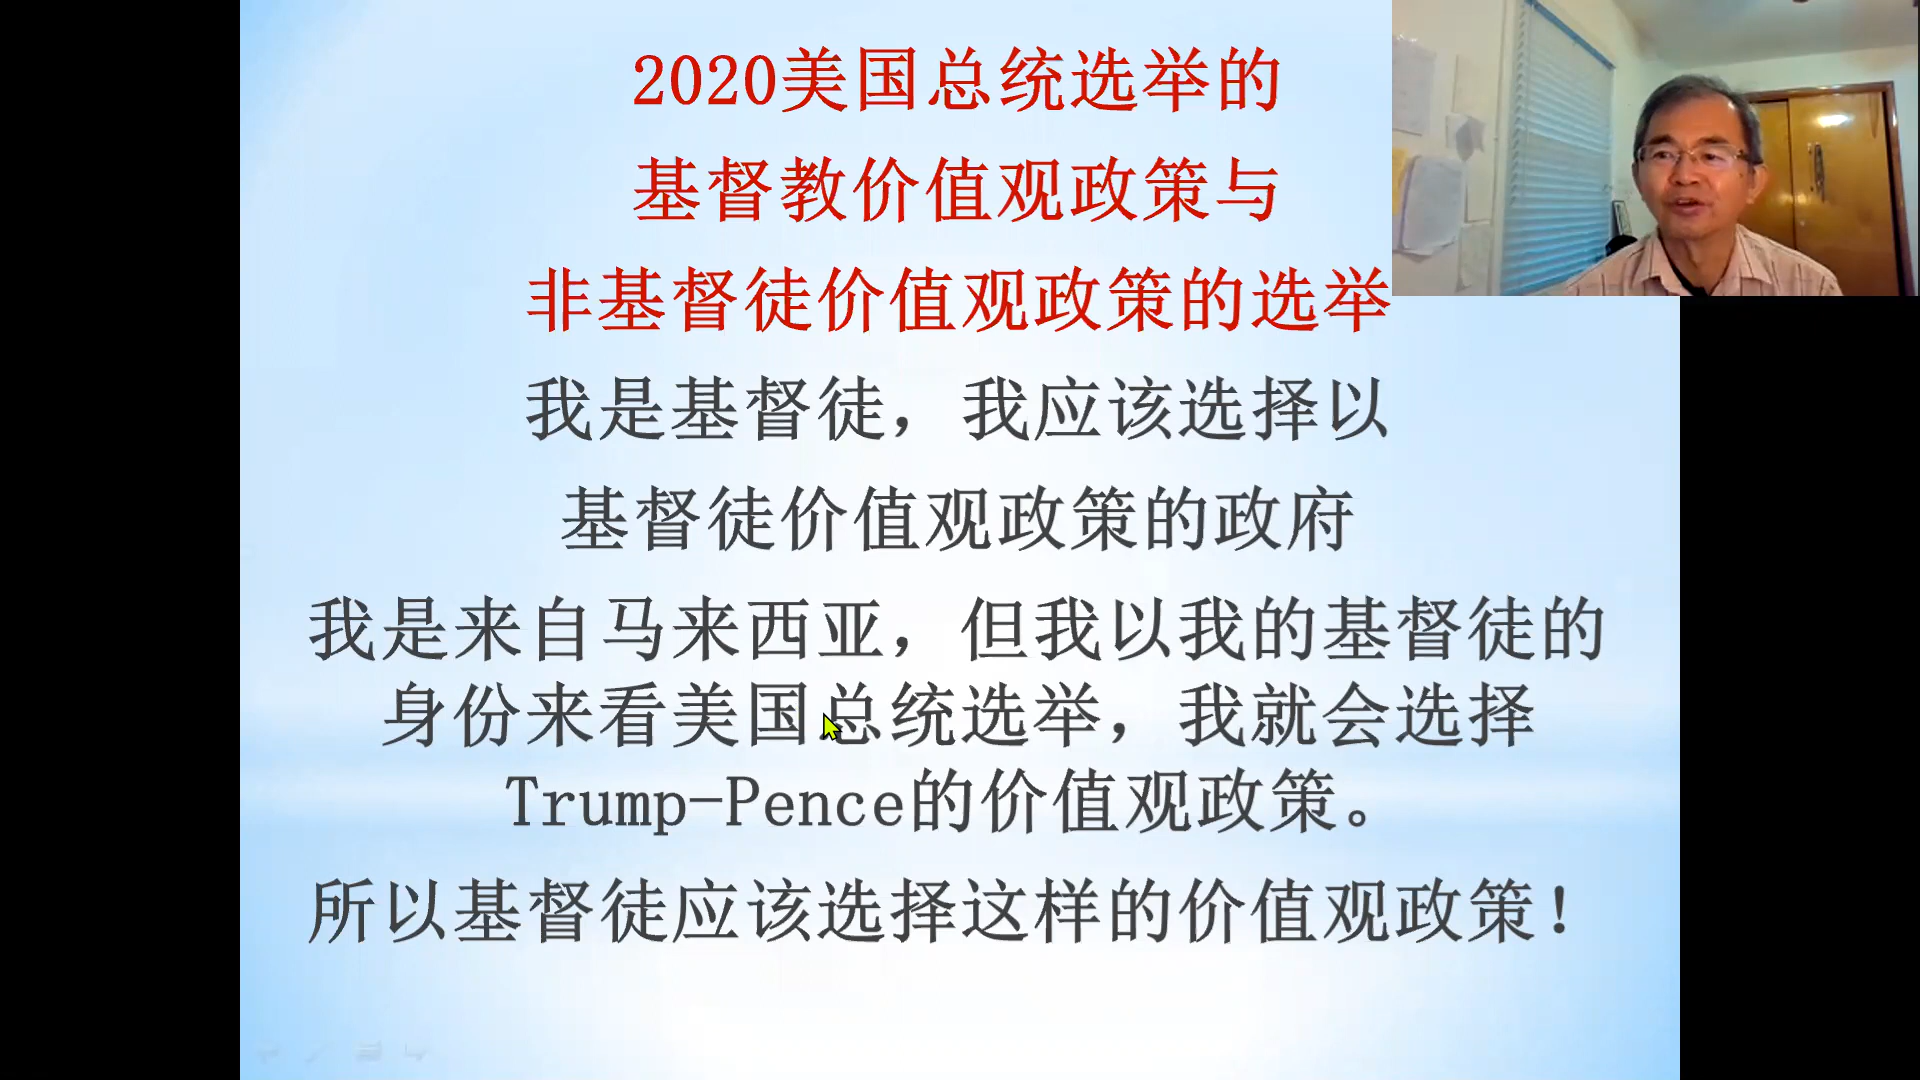 2020美国总统选举的
基督教价值观政策与
非基督徒价值观政策的选举
我是基督徒，我应该选择以
基督徒价值观政策的政府
我是来自马来西亚，但我以我的基督徒的
身份来看美国总统选举，我就会选择
Trump-Pence的价值观政策。
所以基督徒应该选择这样的价值观政策！